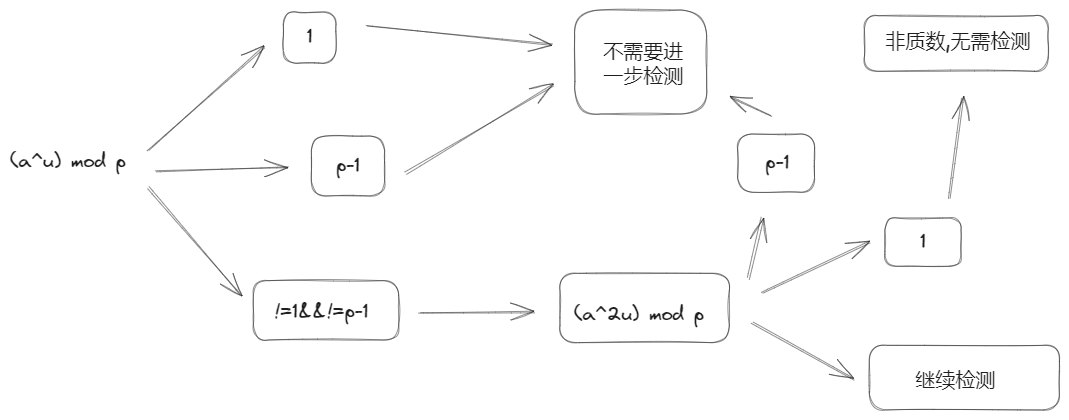 (a^u) mod p
1
p-1
!=1&&!=p-1
不需要进
一步检测
(a^2u) mod p
p-1
1
非质数,无需检测
继续检测